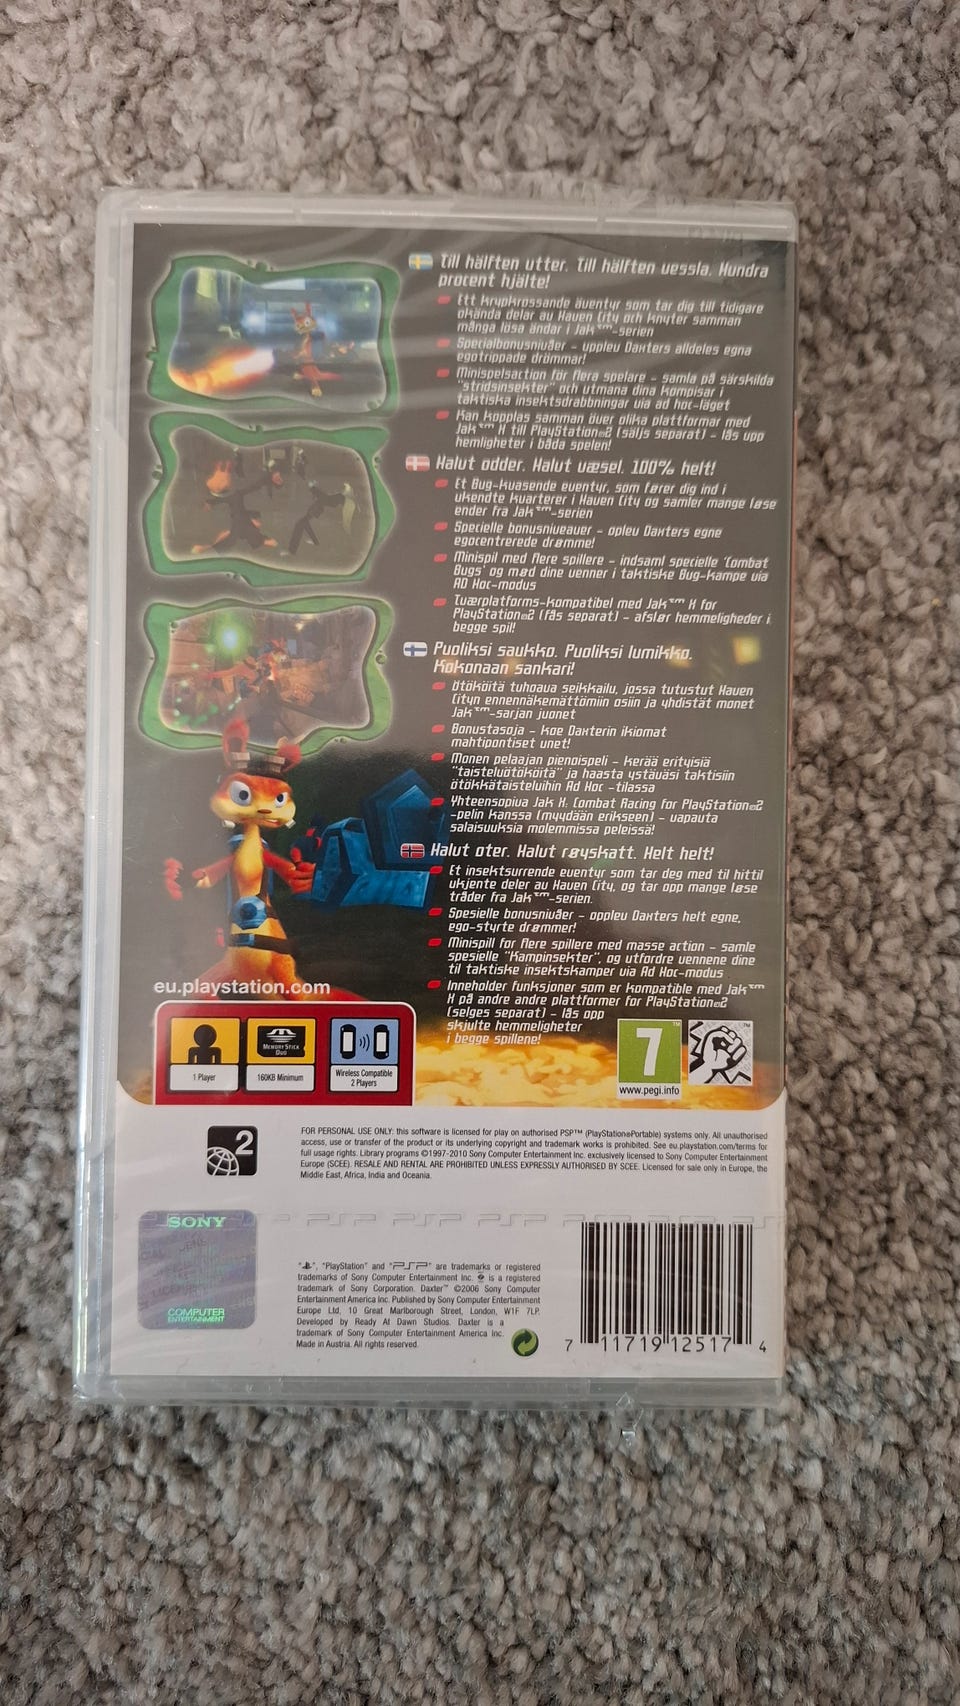 Till hälften utter. Till hälften vessla. Hundra
procent hjälte!
Ett krypkrossande äventyr som tar dig till tidigare
okända delar av Haven City och knyter samman
många lösa ändar i Jak™-serien
Specialbonusnivåer - upplev Daxters alldeles egna
egotrippade drömmar!
Minispelsaction för flera spelare - samla på särskilda
"stridsinsekter" och utmana dina kompisar i
taktiska insektsdrabbningar via ad hoc-läget
Kan kopplas samman över olika plattformar med
Jak™ X till PlayStation®2 (säljs separat) - lås upp
hemligheter i båda spelen!
Halvt odder. Halvt væsel. 100% helt!
Et Bug-kvasende eventyr, som fører dig ind i
ukendte kvarterer i Haven City og samler mange løse
ender fra Jak™-serien
Specielle bonusniveauer - oplev Daxters egne
egocentrerede drømme!
Minispil med flere spillere - indsaml specielle 'Combat
Bugs' og mød dine venner i taktiske Bug-kampe via
AD Hoc-modus
Tværplatforms-kompatibel med Jak™ X for
PlayStation®2 (fås separat) - afslør hemmeligheder i
begge spil!
Puoliksi saukko. Puoliksi lumikko.
Kokonaan sankari!
Ötököitä tuhoava seikkailu, jossa tutustut Haven
Cityn ennennäkemättömiin osiin ja yhdistät monet
Jak™-sarjan juonet
Bonustasoja - koe Daxterin ikiomat
mahtipontiset unet!
Monen pelaajan pienoispeli - kerää erityisiä
"taisteluötököitä" ja haasta ystäväsi taktisiin
ötökkätaisteluihin Ad Hoc -tilassa
Yhteensopiva Jak X: Combat Racing for PlayStation®2
-pelin kanssa (myydään erikseen) - vapauta
salaisuuksia molemmissa peleissä!
Halvt oter. Halvt røyskatt. Helt helt!
Et insektsurrende eventyr som tar deg med til hittil
ukjente deler av Haven City, og tar opp mange løse
tråder fra Jak™-serien.
Spesielle bonusnivåer - opplev Daxters helt egne,
ego-styrte drømmer!
Minispill for flere spillere med masse action - samle
spesielle "Kampinsekter", og utfordre vennene dine
til taktiske insektskamper via Ad Hoc-modus
Inneholder funksjoner som er kompatible med Jak™
X på andre andre plattformer for PlayStation®2
(selges separat) - lås opp
skjulte hemmeligheter
i begge spillene!
eu.playstation.com
1 Player
MEMORY STICK
DUO
160KB Minimum
Wireless Compatible
2 Players
7
www.pegi.info
2
FOR PERSONAL USE ONLY: this software is licensed for play on authorised PSP™ (PlayStation®Portable) systems only. All unauthorised
access, use or transfer of the product or its underlying copyright and trademark works is prohibited. See eu.playstation.com/terms for
full usage rights. Library programs ©1997-2010 Sony Computer Entertainment Inc. exclusively licensed to Sony Computer Entertainment
Europe (SCEE). RESALE AND RENTAL ARE PROHIBITED UNLESS EXPRESSLY AUTHORISED BY SCEE. Licensed for sale only in Europe, the
Middle East, Africa, India and Oceania.
PSP PSP PSP PSP PSP
SONY
COMPUTER
ENTERTAINMENT
" ", "PlayStation" and "PSP" are trademarks or registered
trademarks of Sony Computer Entertainment Inc. is a registered
trademark of Sony Corporation. Daxter™ ©2006 Sony Computer
Entertainment America Inc. Published by Sony Computer Entertainment
Europe Ltd, 10 Great Marlborough Street, London, W1F 7LP.
Developed by Ready At Dawn Studios. Daxter is a
trademark of Sony Computer Entertainment America Inc.
Made in Austria. All rights reserved.
7 11719 12517 4